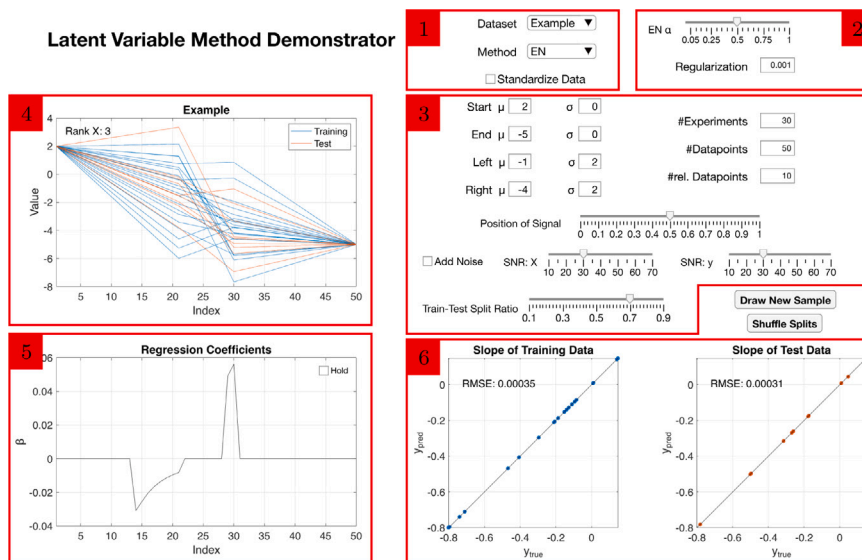 Latent Variable Method Demonstrator
1
Dataset Example ▼
Method EN ▼
Standardize Data
2
EN α
0.05 0.25 0.5 0.75 1
Regularization 0.001
3
Start μ 2 σ 0
End μ -5 σ 0
Left μ -1 σ 2
Right μ -4 σ 2
#Experiments 30
#Datapoints 50
#rel. Datapoints 10
Position of Signal
0 0.1 0.2 0.3 0.4 0.5 0.6 0.7 0.8 0.9 1
Add Noise
SNR: X
10 20 30 40 50 60 70
SNR: y
10 20 30 40 50 60 70
Train-Test Split Ratio
0.1 0.3 0.5 0.7 0.9
Draw New Sample
Shuffle Splits
4
Example
Rank X: 3
Training
Test
Value
4
2
0
-2
-4
-6
-8
5 10 15 20 25 30 35 40 45 50
Index
5
Regression Coefficients
Hold
β
0.04
0.02
0
-0.02
-0.04
5 10 15 20 25 30 35 40 45 50
Index
6
Slope of Training Data
RMSE: 0.00035
ypred
0
-0.2
-0.4
-0.6
-0.8
-0.8 -0.6 -0.4 -0.2 0
ytrue
Slope of Test Data
RMSE: 0.00031
ypred
0
-0.2
-0.4
-0.6
-0.8
-0.8 -0.6 -0.4 -0.2 0
ytrue